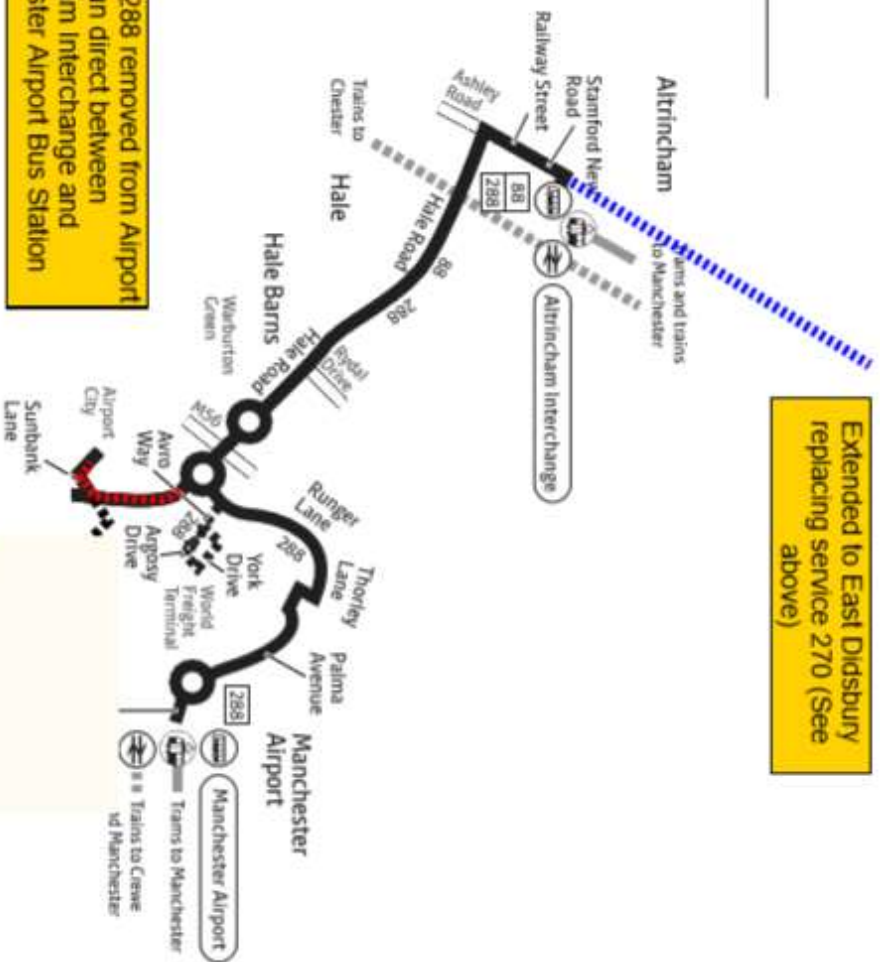 Extended to East Didsbury
replacing service 270 (See
above)
Altrincham
Trams and trains
to Manchester
Stamford New
Road
Railway Street
88
288
Altrincham Interchange
Ashley
Road
Trains to
Chester
Hale
Hale Road
88
288
Hale Barns
Hale Road
Rydal
Drive
Warburton
Green
M56
Runger
Lane
288
Thorley
Lane
Palma
Avenue
Manchester
Airport
288
Manchester Airport
Trams to Manchester
Trains to Crewe
nd Manchester
Avro
Way
York
Drive
288
Argosy
Drive
World
Freight
Terminal
Airport
City
Sunbank
Lane
288 removed from Airport
n direct between
m Interchange and
ster Airport Bus Station